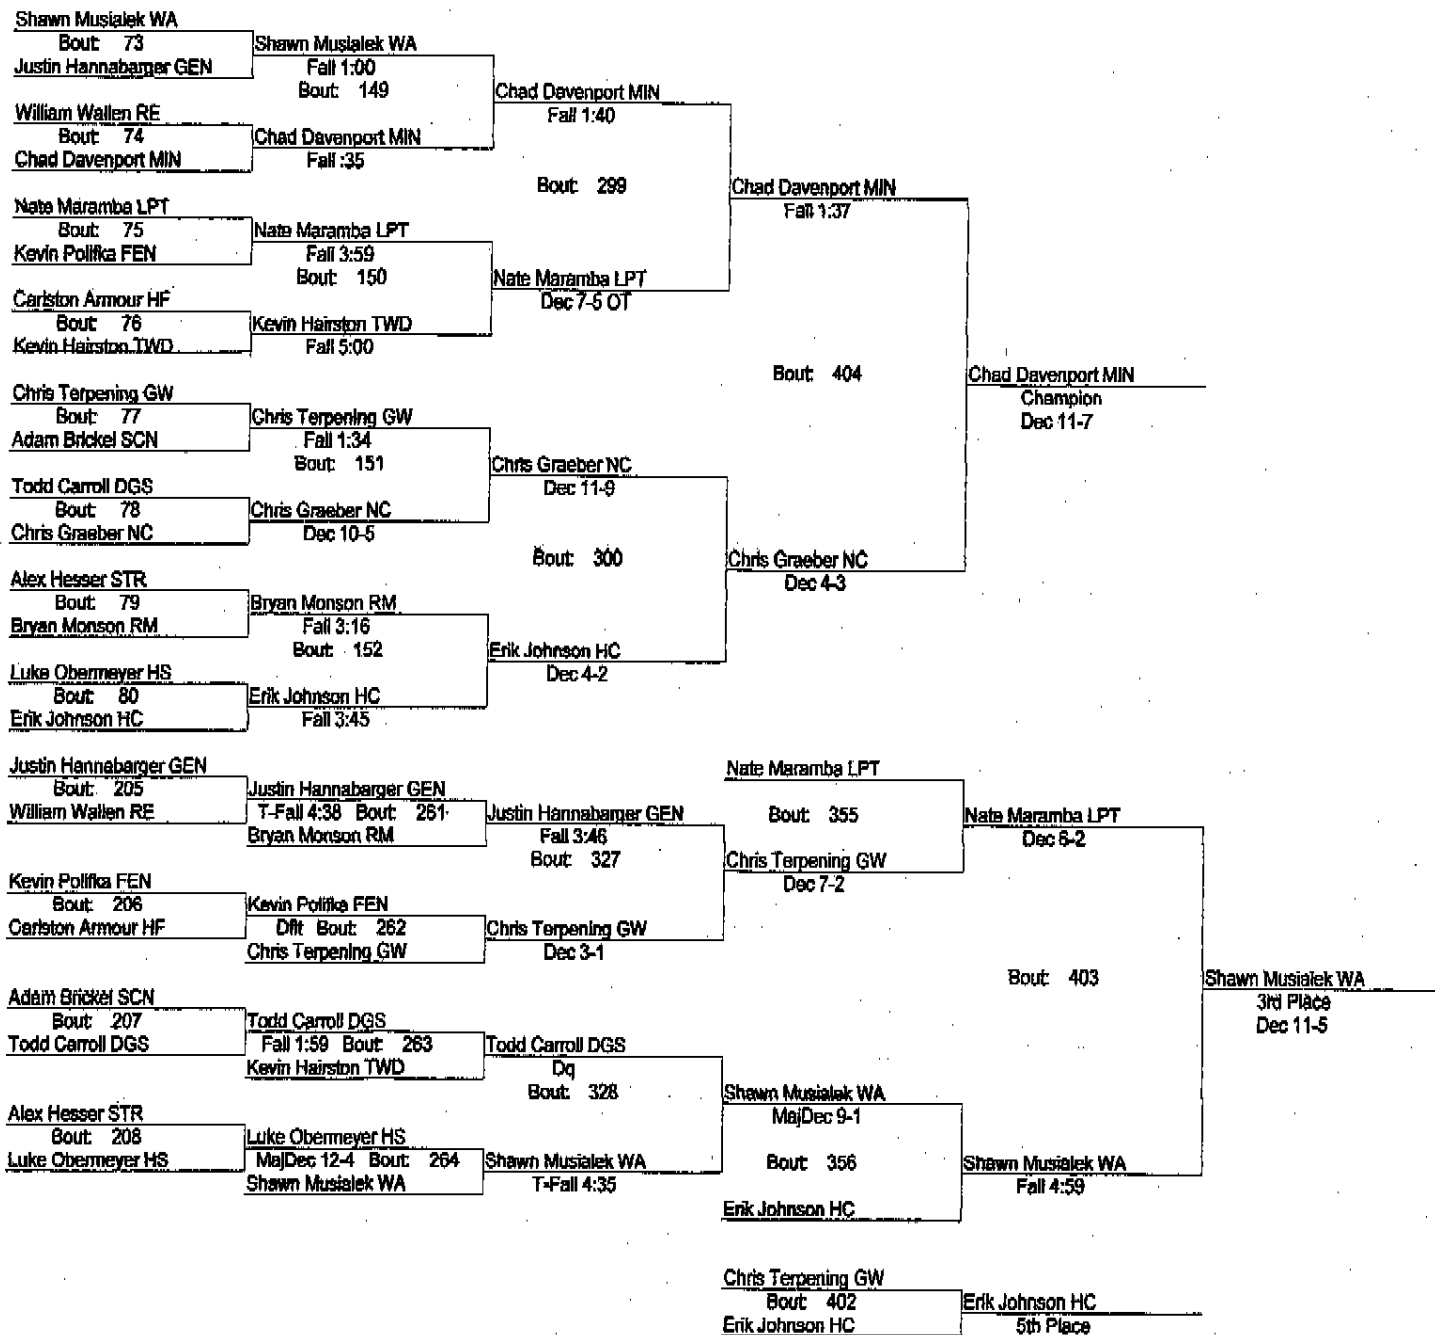 Shawn Musialek WA
Bout: 73
Shawn Musialek WA
Justin Hannabarger GEN
Fall 1:00
Bout: 149
Chad Davenport MIN
William Wallen RE
Fall 1:40
Bout: 74
Chad Davenport MIN
Chad Davenport MIN
Fall :35
Bout: 299
Chad Davenport MIN
Nate Maramba LPT
Fall 1:37
Bout: 75
Nate Maramba LPT
Kevin Polifka FEN
Fall 3:59
Bout: 150
Nate Maramba LPT
Carlston Armour HF
Dec 7-5 OT
Bout: 76
Kevin Hairston TWD
Kevin Hairston TWD
Fall 5:00
Bout: 404
Chad Davenport MIN
Chris Terpening GW
Champion
Bout: 77
Chris Terpening GW
Dec 11-7
Adam Brickel SCN
Fall 1:34
Bout: 151
Chris Graeber NC
Todd Carroll DGS
Dec 11-9
Bout: 78
Chris Graeber NC
Chris Graeber NC
Dec 10-5
Bout: 300
Chris Graeber NC
Alex Hesser STR
Dec 4-3
Bout: 79
Bryan Monson RM
Bryan Monson RM
Fall 3:16
Bout: 152
Erik Johnson HC
Luke Obermeyer HS
Dec 4-2
Bout: 80
Erik Johnson HC
Erik Johnson HC
Fall 3:45
Justin Hannabarger GEN
Nate Maramba LPT
Bout: 205
Justin Hannabarger GEN
William Wallen RE
T-Fall 4:38 Bout: 261
Justin Hannabarger GEN
Bout: 355
Nate Maramba LPT
Bryan Monson RM
Fall 3:46
Dec 6-2
Bout: 327
Chris Terpening GW
Kevin Polifka FEN
Dec 7-2
Bout: 206
Kevin Polifka FEN
Carlston Armour HF
Dflt Bout: 262
Chris Terpening GW
Chris Terpening GW
Dec 3-1
Bout: 403
Shawn Musialek WA
Adam Brickel SCN
3rd Place
Bout: 207
Todd Carroll DGS
Dec 11-5
Todd Carroll DGS
Fall 1:59 Bout: 263
Todd Carroll DGS
Kevin Hairston TWD
Dq
Bout: 328
Shawn Musialek WA
Alex Hesser STR
MajDec 9-1
Bout: 208
Luke Obermeyer HS
Luke Obermeyer HS
MajDec 12-4 Bout: 264
Shawn Musialek WA
Bout: 356
Shawn Musialek WA
Shawn Musialek WA
T-Fall 4:35
Fall 4:59
Erik Johnson HC
Chris Terpening GW
Bout: 402
Erik Johnson HC
Erik Johnson HC
5th Place